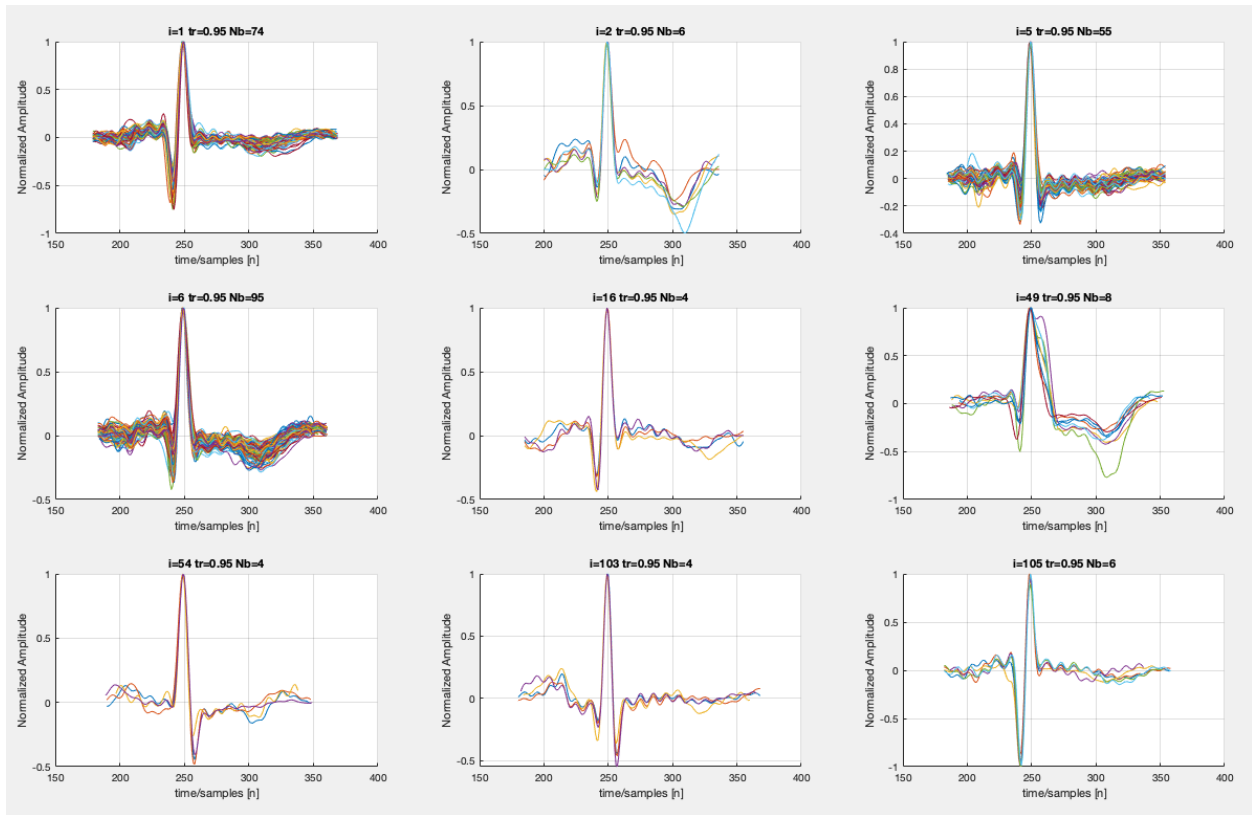 i=1 tr=0.95 Nb=74
1
0.5
0
-0.5
-1
Normalized Amplitude
150 200 250 300 350 400
time/samples [n]
i=2 tr=0.95 Nb=6
1
0.5
0
-0.5
Normalized Amplitude
150 200 250 300 350 400
time/samples [n]
i=5 tr=0.95 Nb=55
1
0.8
0.6
0.4
0.2
0
-0.2
-0.4
Normalized Amplitude
150 200 250 300 350 400
time/samples [n]
i=6 tr=0.95 Nb=95
1
0.5
0
-0.5
Normalized Amplitude
150 200 250 300 350 400
time/samples [n]
i=16 tr=0.95 Nb=4
1
0.5
0
-0.5
Normalized Amplitude
150 200 250 300 350 400
time/samples [n]
i=49 tr=0.95 Nb=8
1
0.5
0
-0.5
-1
Normalized Amplitude
150 200 250 300 350 400
time/samples [n]
i=54 tr=0.95 Nb=4
1
0.5
0
-0.5
Normalized Amplitude
150 200 250 300 350 400
time/samples [n]
i=103 tr=0.95 Nb=4
1
0.5
0
-0.5
Normalized Amplitude
150 200 250 300 350 400
time/samples [n]
i=105 tr=0.95 Nb=6
1
0.5
0
-0.5
-1
Normalized Amplitude
150 200 250 300 350 400
time/samples [n]